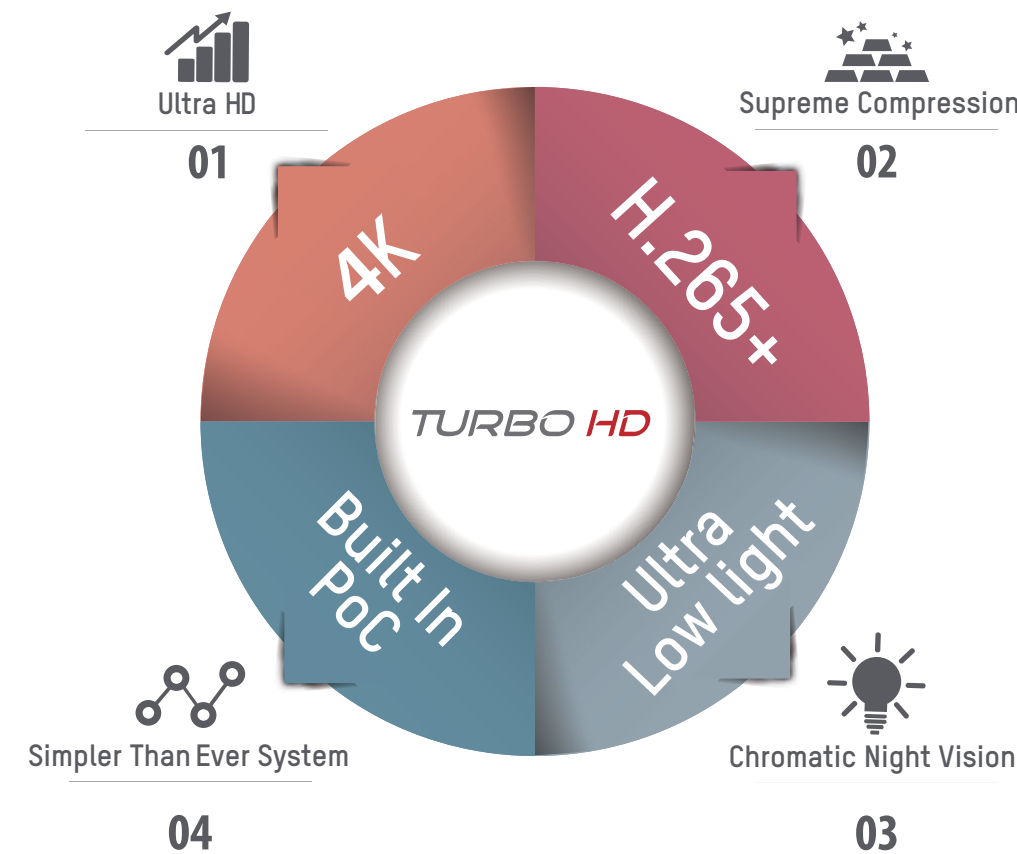 Ultra HD
01
Supreme Compression
02
4K
H.265+
TURBO HD
Built In
PoC
Ultra
Low light
Simpler Than Ever System
04
Chromatic Night Vision
03